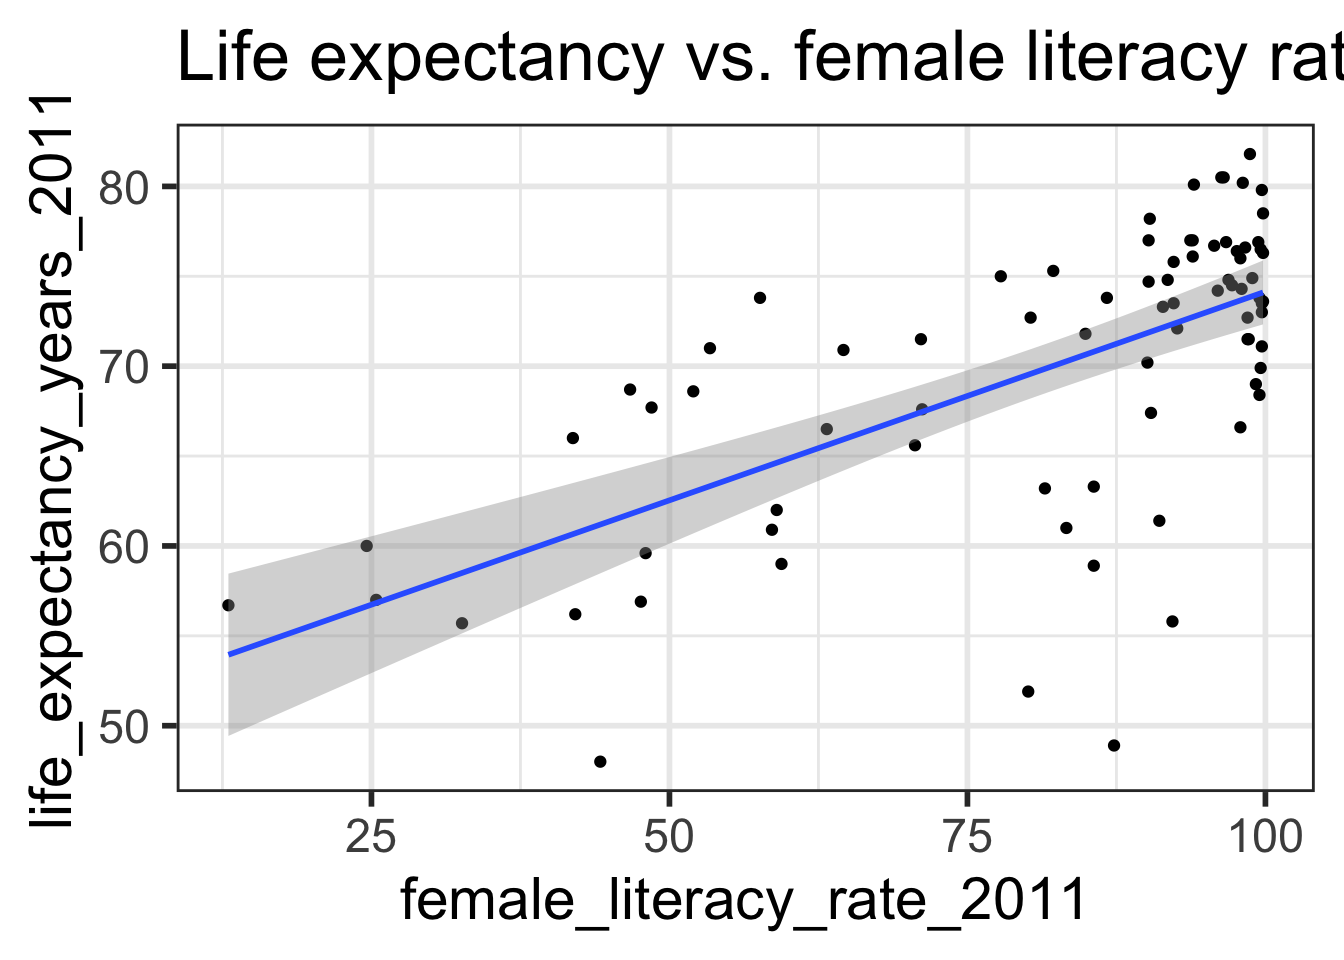 Life expectancy vs. female literacy rat
life_expectancy_years_2011
80
70
60
50
25 50 75 100
female_literacy_rate_2011